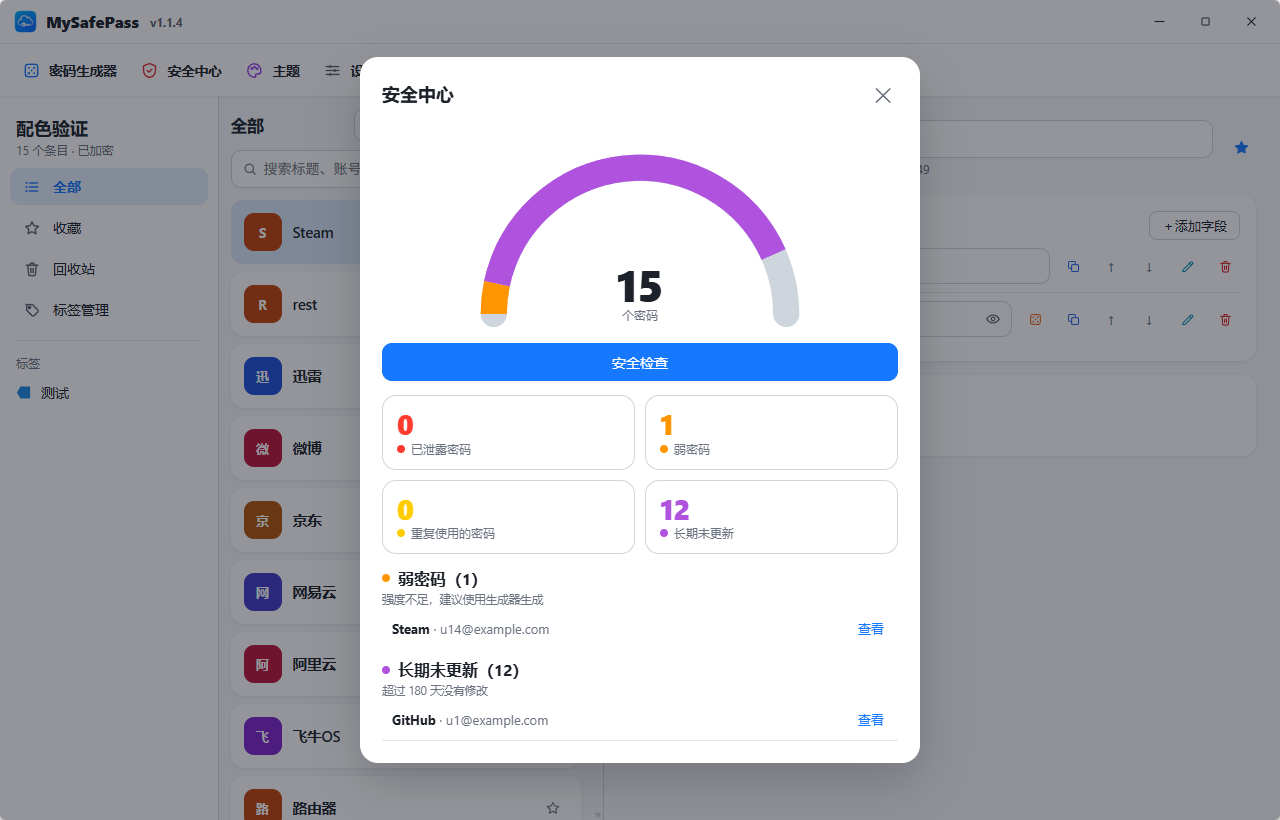 MySafePass v1.1.4
密码生成器
安全中心
主题
配色验证
15 个条目 · 已加密
全部
收藏
回收站
标签管理
标签
测试
全部
搜索标题、账号
S Steam
R rest
迅 迅雷
微 微博
京 京东
网 网易云
阿 阿里云
飞 飞牛OS
路 路由器
49
+ 添加字段
安全中心
15
个密码
安全检查
0
已泄露密码
1
弱密码
0
重复使用的密码
12
长期未更新
弱密码（1）
强度不足，建议使用生成器生成
Steam · u14@example.com 查看
长期未更新（12）
超过 180 天没有修改
GitHub · u1@example.com 查看